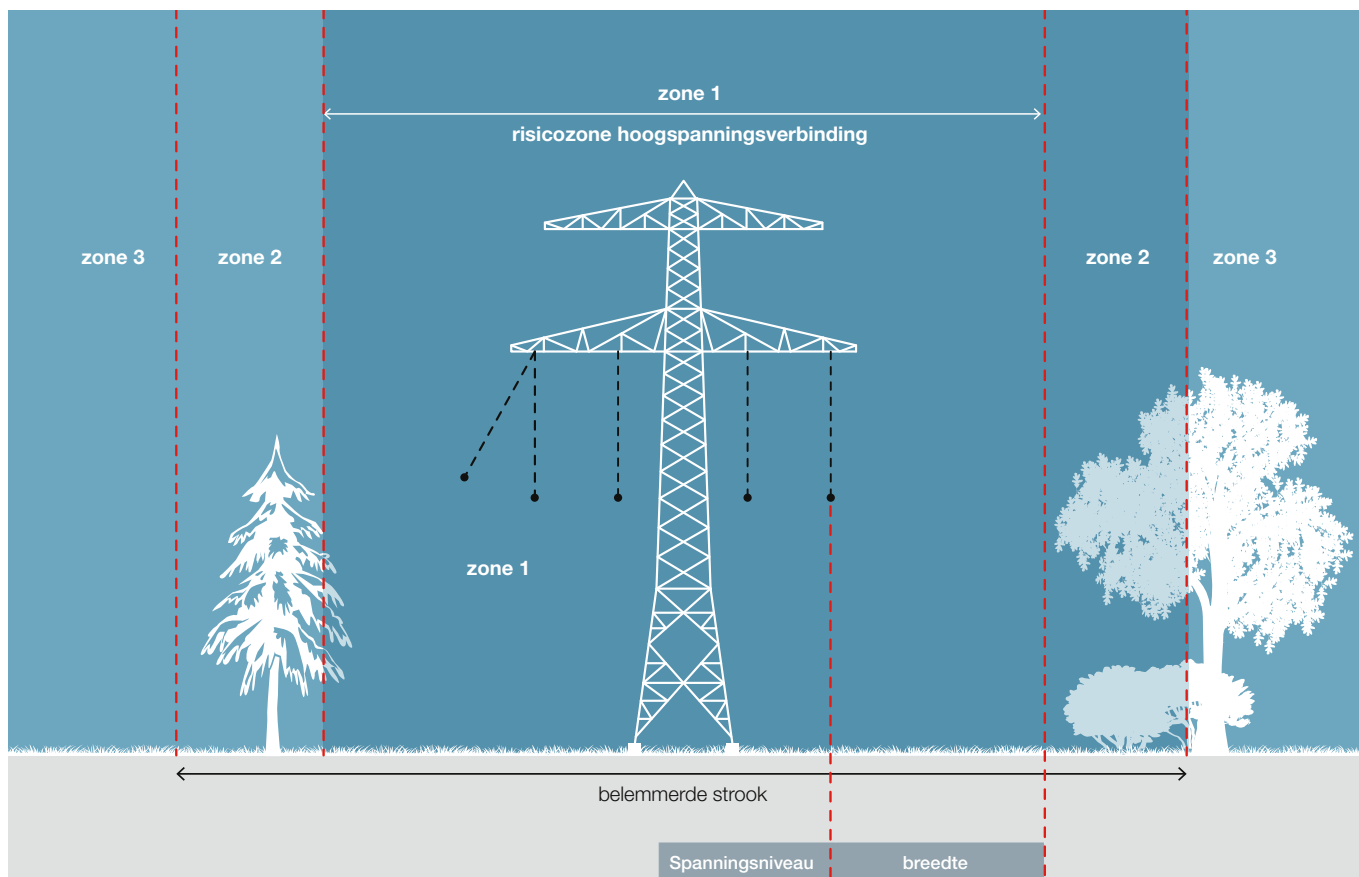 zone 1
risicozone hoogspanningsverbinding
zone 3
zone 2
zone 2
zone 3
zone 1
belemmerde strook
Spanningsniveau
breedte